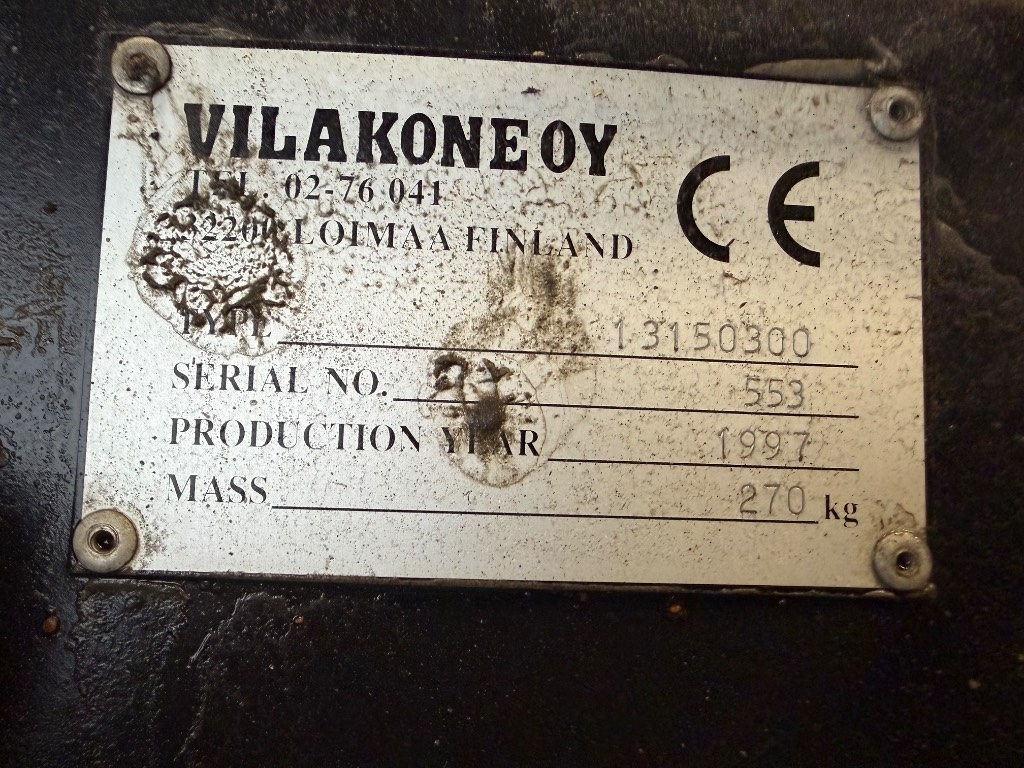 VILAKONE OY
TEL. 02-76 041
32200 LOIMAA FINLAND
CE
TYPE 13150300
SERIAL NO. 553
PRODUCTION YEAR 1997
MASS 270 kg